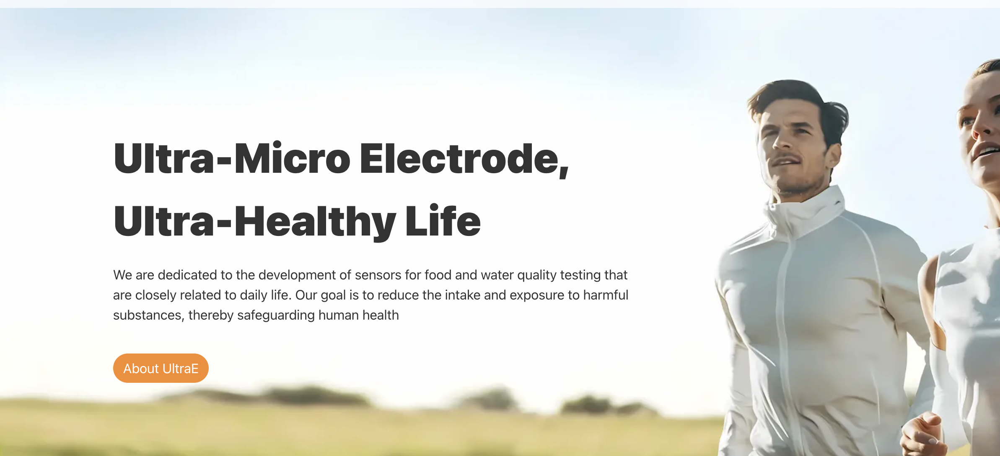 Ultra-Micro Electrode,
Ultra-Healthy Life
We are dedicated to the development of sensors for food and water quality testing that
are closely related to daily life. Our goal is to reduce the intake and exposure to harmful
substances, thereby safeguarding human health
About UltraE